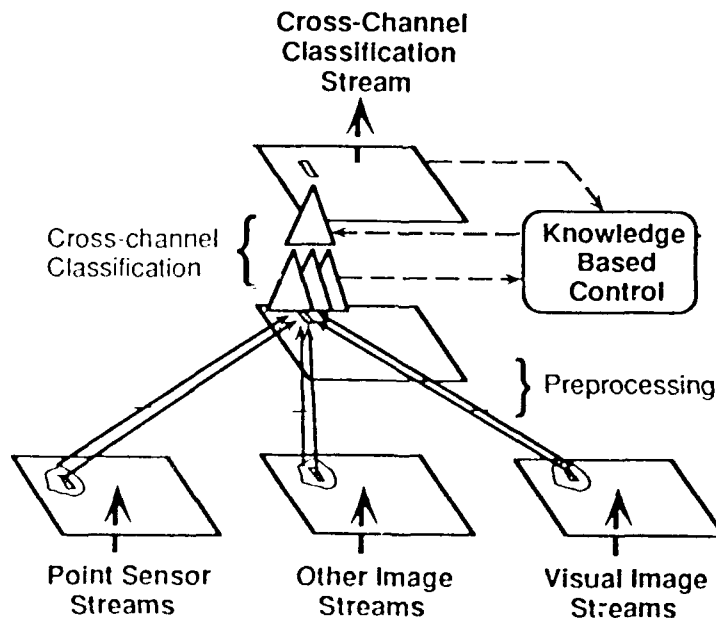 Cross-Channel
Classification
Stream
Cross-channel
Classification
Knowledge
Based
Control
Preprocessing
Point Sensor
Streams
Other Image
Streams
Visual Image
Streams